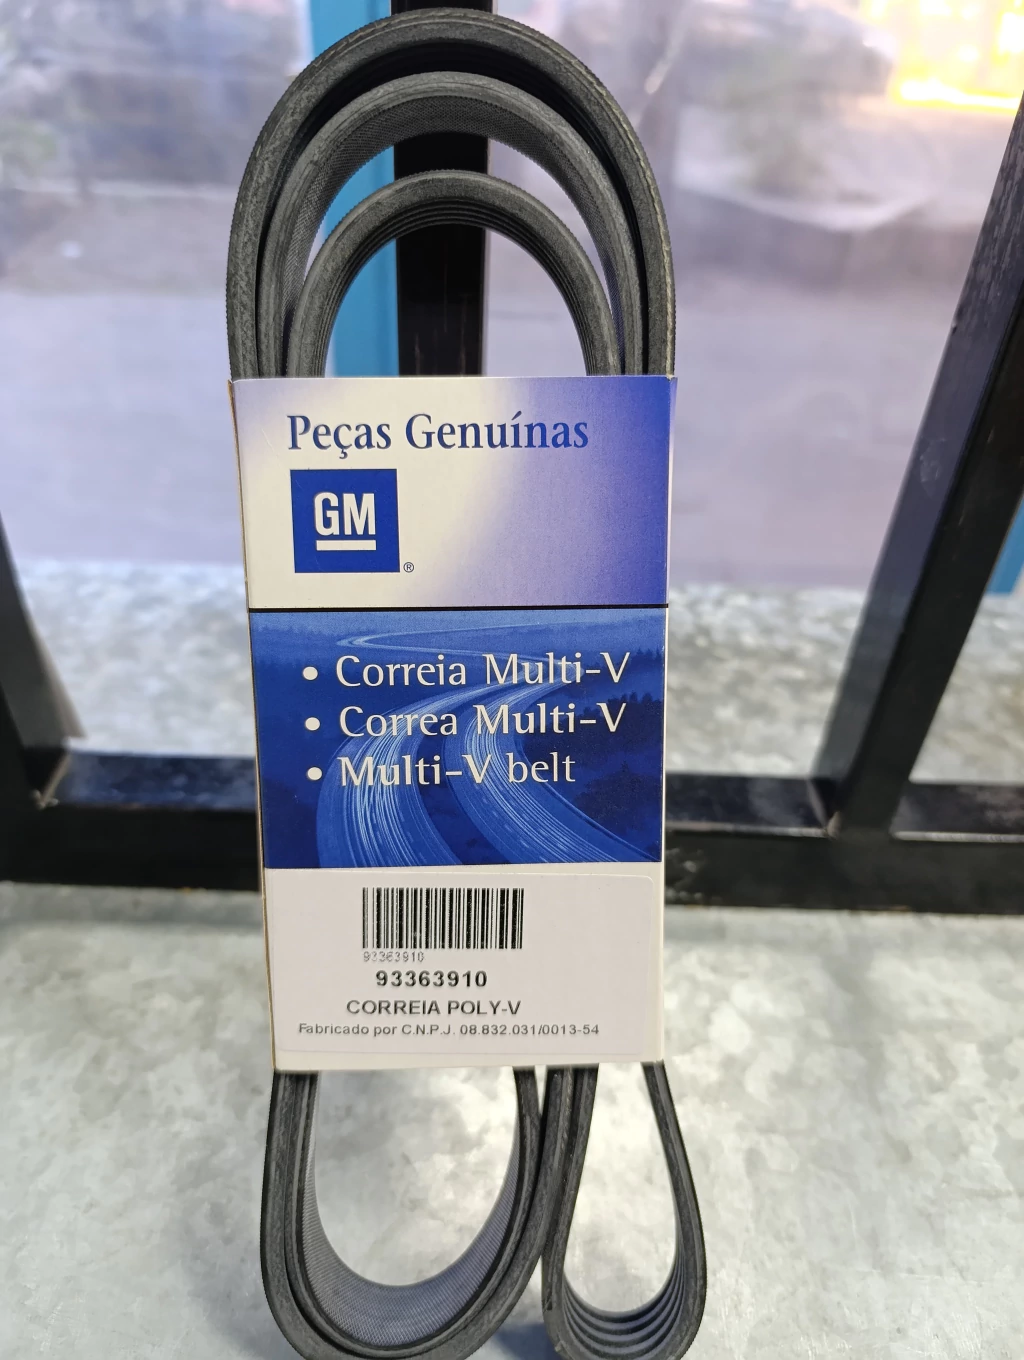 Peças Genuínas
GM
®
• Correia Multi-V
• Correa Multi-V
• Multi-V belt
93363910
93363910
CORREIA POLY-V
Fabricado por C.N.P.J. 08.832.031/0013-54